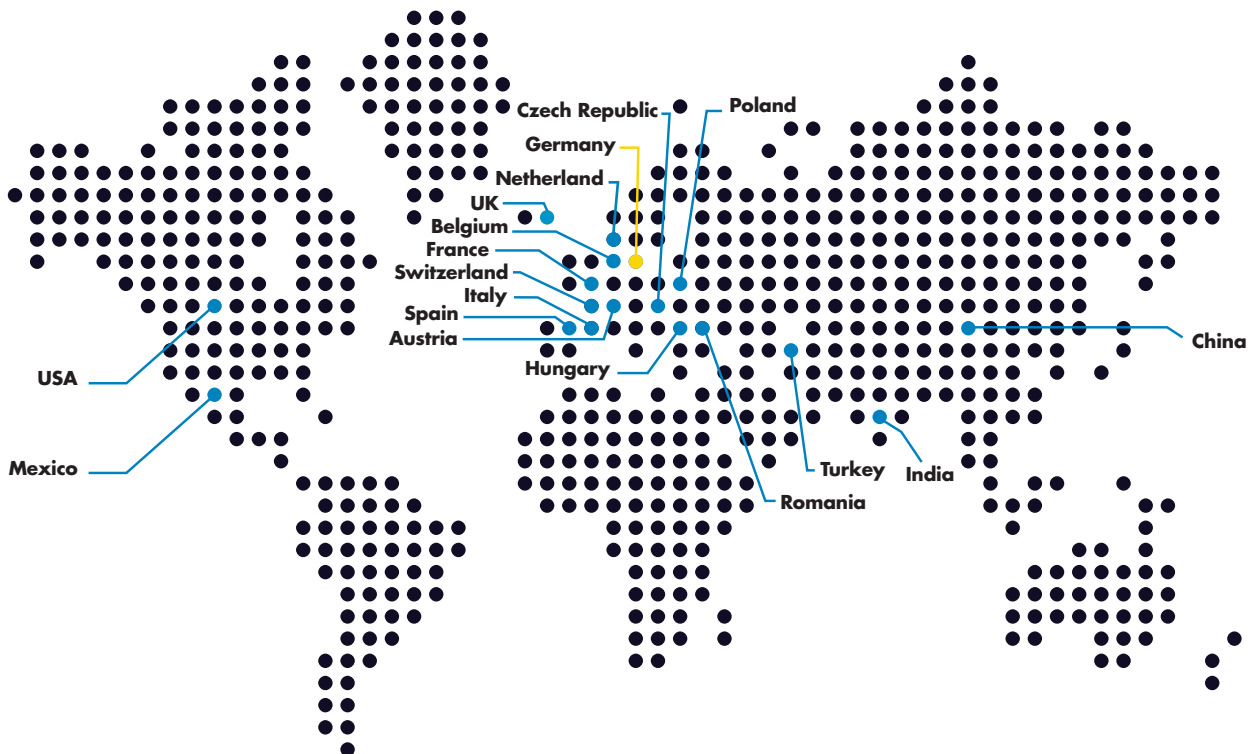 Czech Republic
Poland
Germany
Netherland
UK
Belgium
France
Switzerland
Italy
Spain
Austria
Hungary
China
USA
Mexico
Turkey
India
Romania